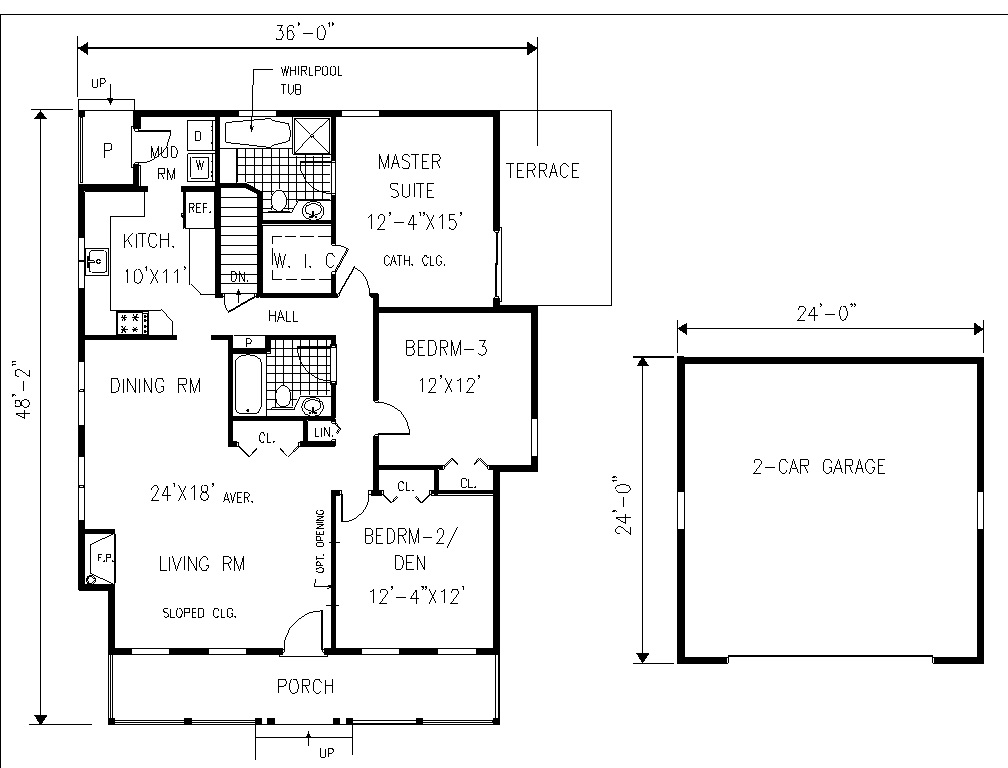 36'-0"
UP
WHIRLPOOL
TUB
P
MUD
RM
D
W
MASTER
SUITE
12'-4"X15'
CATH. CLG.
TERRACE
REF.
KITCH.
10'X11'
W. I. C
DN.
HALL
P
BEDRM-3
12'X12'
24'-0"
DINING RM
48'-2"
CL.
LIN.
24'X18' AVER.
CL.
CL.
2-CAR GARAGE
24'-0"
OPT. OPENING
BEDRM-2/
DEN
12'-4"X12'
F.P.
LIVING RM
SLOPED CLG.
PORCH
UP